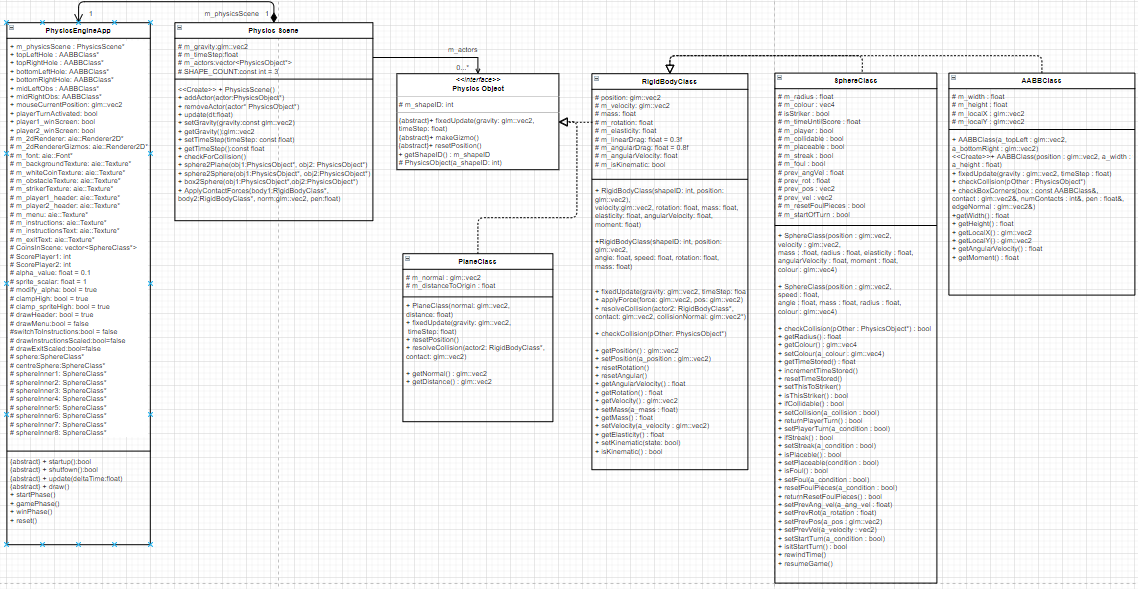 m_physicsScene 1
1
PhysicsEngineApp
+ m_physicsScene : PhysicsScene*
+ topLeftHole : AABBClass*
+ topRightHole : AABBClass*
+ bottomLeftHole: AABBClass*
+ bottomRightHole: AABBClass*
+ midLeftObs : AABBClass*
+ midRightObs: AABBClass*
+ mouseCurrentPosition: glm::vec2
+ playerTurnActivated: bool
+ player1_winScreen: bool
+ player2_winScreen: bool
# m_2dRenderer: aie::Renderer2D*
# m_2dRendererGizmos: aie::Renderer2D*
# m_font: aie::Font*
# m_backgroundTexture: aie::Texture*
# m_whiteCoinTexture: aie::Texture*
# m_obstacleTexture: aie::Texture*
# m_strikerTexture: aie::Texture*
# m_player1_header: aie::Texture*
# m_player2_header: aie::Texture*
# m_menu: aie::Texture*
# m_instructions: aie::Texture*
# m_instructionsText: aie::Texture*
# m_exitText: aie::Texture*
# CoinsInScene: vector<SphereClass*>
# ScorePlayer1: int
# ScorePlayer2: int
# alpha_value: float = 0.1
# sprite_scalar: float = 1
# modify_alpha: bool = true
# clampHigh: bool = true
# clamp_spriteHigh: bool = true
# drawHeader: bool = true
# drawMenu:bool = false
#switchToInstructions:bool = false
# drawInstructionsScaled:bool=false
# drawExitScaled:bool=false
# sphere:SphereClass*
# centreSphere:SphereClass*
# sphereInner1: SphereClass*
# sphereInner2: SphereClass*
# sphereInner3: SphereClass*
# sphereInner4: SphereClass*
# sphereInner5: SphereClass*
# sphereInner6: SphereClass*
# sphereInner7: SphereClass*
# sphereInner8: SphereClass*
{abstract} + startup():bool
{abstract} + shutdown():bool
{abstract} + update(deltaTime:float)
{abstract} + draw()
+ startPhase()
+ gamePhase()
+ winPhase()
+ reset()
Physics Scene
# m_gravity:glm::vec2
# m_timeStep:float
# m_actors:vector<PhysicsObject*>
# SHAPE_COUNT:const int = 3
<<Create>> + PhysicsScene()
+ addActor(actor:PhysicsObject*)
+ removeActor(actor* PhysicsObject*)
+ update(dt:float)
+ setGravity(gravity:const glm::vec2)
+ getGravity():glm::vec2
+ setTimeStep(timeStep:const float)
+ getTimeStep():const float
+ checkForCollision()
+ sphere2Plane(obj1:PhysicsObject*, obj2: PhysicsObject*)
+ sphere2Sphere(obj1:PhysicsObject*, obj2:PhysicsObject*)
+ box2Sphere(obj1:PhysicsObject*,obj2:PhysicsObject*)
+ ApplyContactForces(body1:RigidBodyClass*,
body2:RigidBodyClass*, norm:glm::vec2, pen:float)
m_actors
0...*
<<Interface>>
Physics Object
# m_shapeID: int
{abstract}+ fixedUpdate(gravity: glm::vec2,
timeStep: float)
{abstract}+ makeGizmo()
{abstract}+ resetPosition()
+ getShapeID() : m_shapeID
# PhysicsObject(a_shapeID: int)
PlaneClass
# m_normal : glm::vec2
# m_distanceToOrigin : float
+ PlaneClass(normal: glm::vec2,
distance: float)
+ fixedUpdate(gravity: glm::vec2,
timeStep: float)
+ resetPosition()
+ resolveCollision(actor2: RigidBodyClass*,
contact: glm::vec2)
+ getNormal() : glm::vec2
+ getDistance() : glm::vec2
RigidBodyClass
# position: glm::vec2
# m_velocity: glm::vec2
# mass: float
# m_rotation: float
# m_elasticity: float
# m_linearDrag: float = 0.3f
# m_angularDrag: float = 0.8f
# m_angularVelocity: float
# m_isKinematic: bool
+ RigidBodyClass(shapeID: int, position:
glm::vec2),
velocity:glm::vec2, rotation: float, mass: float,
elasticity: float, angularVelocity: float,
moment: float)
+RigidBodyClass(shapeID: int, position:
glm::vec2,
angle: float, speed: float, rotation: float,
mass: float)
+ fixedUpdate(gravity: glm::vec2, timeStep: floa
+ applyForce(force: glm::vec2, pos: glm::vec2)
+ resolveCollision(actor2: RigidBodyClass*,
contact: glm::vec2, collisionNormal: glm::vec2*)
+ checkCollision(pOther: PhysicsObject*)
+ getPosition() : glm::vec2
+ setPosition(a_position : glm::vec2)
+ resetRotation()
+ resetAngular()
+ getAngularVelocity() : float
+ getRotation() : float
+ getVelocity() : glm::vec2
+ setMass(a_mass : float)
+ getMass() : float
+ setVelocity(a_velocity : glm::vec2)
+ getElasticity() : float
+ setKinematic(state: bool)
+ isKinematic() : bool
SphereClass
# m_radius : float
# m_colour : vec4
# isStriker : bool
# m_timeUntilScore : float
# m_player : bool
# m_collidable : bool
# m_placeable : bool
# m_streak : bool
# m_foul : bool
# prev_angVel : float
# prev_rot : float
# prev_pos : vec2
# prev_vel : vec2
# m_resetFoulPieces : bool
# m_startOfTurn : bool
+ SphereClass(position : glm::vec2,
velocity : glm::vec2,
mass : float, radius : float, elasticity : float,
angularVelocity : float, moment : float,
colour : glm::vec4)
+ SphereClass(position : glm::vec2,
speed : float,
angle : float, mass : float, radius : float,
colour : glm::vec4)
+ checkCollision(pOther : PhysicsObject*) : bool
+ getRadius() : float
+ getColour() : glm::vec4
+ setColour(a_colour : glm::vec4)
+ getTimeStored() : float
+ incrementTimeStored()
+ resetTimeStored()
+ setThisToStriker()
+ isThisStriker() : bool
+ ifCollidable() : bool
+ setCollision(a_collision : bool)
+ returnPlayerTurn() : bool
+ setPlayerTurn(a_condition : bool)
+ ifStreak() : bool
+ setStreak(a_condition : bool)
+ isPlaceble() : bool
+ setPlaceable(condition : bool)
+ isFoul() : bool
+ setFoul(a_condition : bool)
+ resetFoulPieces(a_condition : bool)
+ returnResetFoulPieces() : bool
+ setPrevAng_vel(a_ang_vel : float)
+ setPrevRot(a_rotation : float)
+ setPrevPos(a_pos : glm::vec2)
+ setPrevVel(a_velocity : vec2)
+ setStartTurn(a_condition : bool)
+ isitStartTurn() : bool
+ rewindTime()
+ resumeGame()
AABBClass
# m_width : float
# m_height : float
# m_localX : glm::vec2
# m_localY : glm::vec2
+ AABBClass(a_topLeft : glm::vec2,
a_bottomRight : glm::vec2)
<<Create>>+ AABBClass(position : glm::vec2, a_width :
a_height : float)
+ fixedUpdate(gravity : glm::vec2, timeStep : float)
+ checkCollision(pOther : PhysicsObject*)
+ checkBoxCorners(box : const AABBClass&,
contact : glm::vec2&, numContacts : int&, pen : float&,
edgeNormal : glm::vec2&)
+getWidth() : float
+ getHeight() : float
+ getLocalX() : glm::vec2
+ getLocalY() : glm::vec2
+ getAngularVelocity() : float
+ getMoment() : float